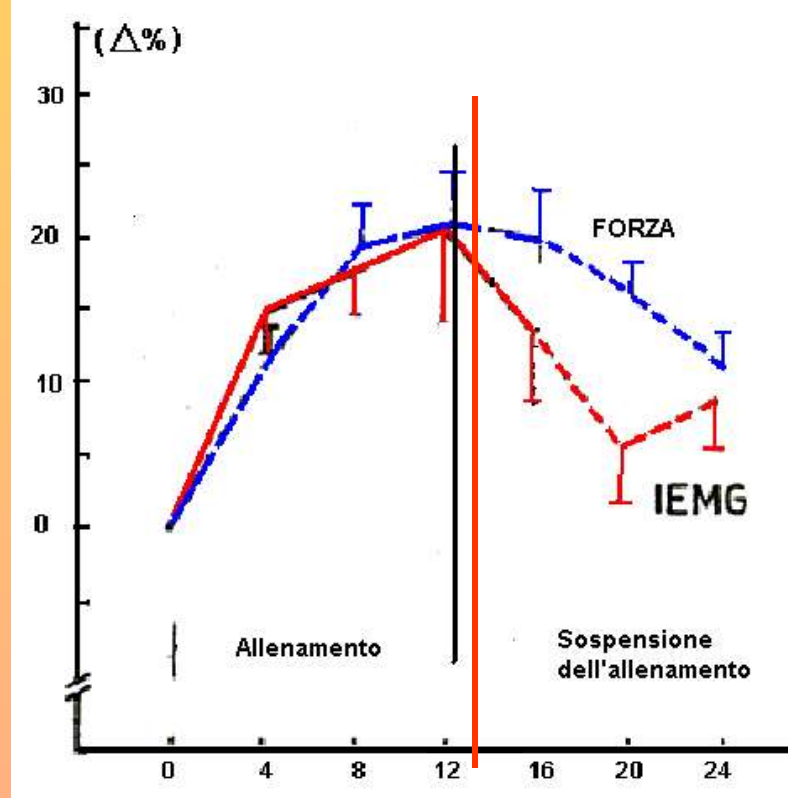 (△%)
30
20
10
0
FORZA
IEMG
Allenamento
Sospensione
dell'allenamento
0 4 8 12 16 20 24